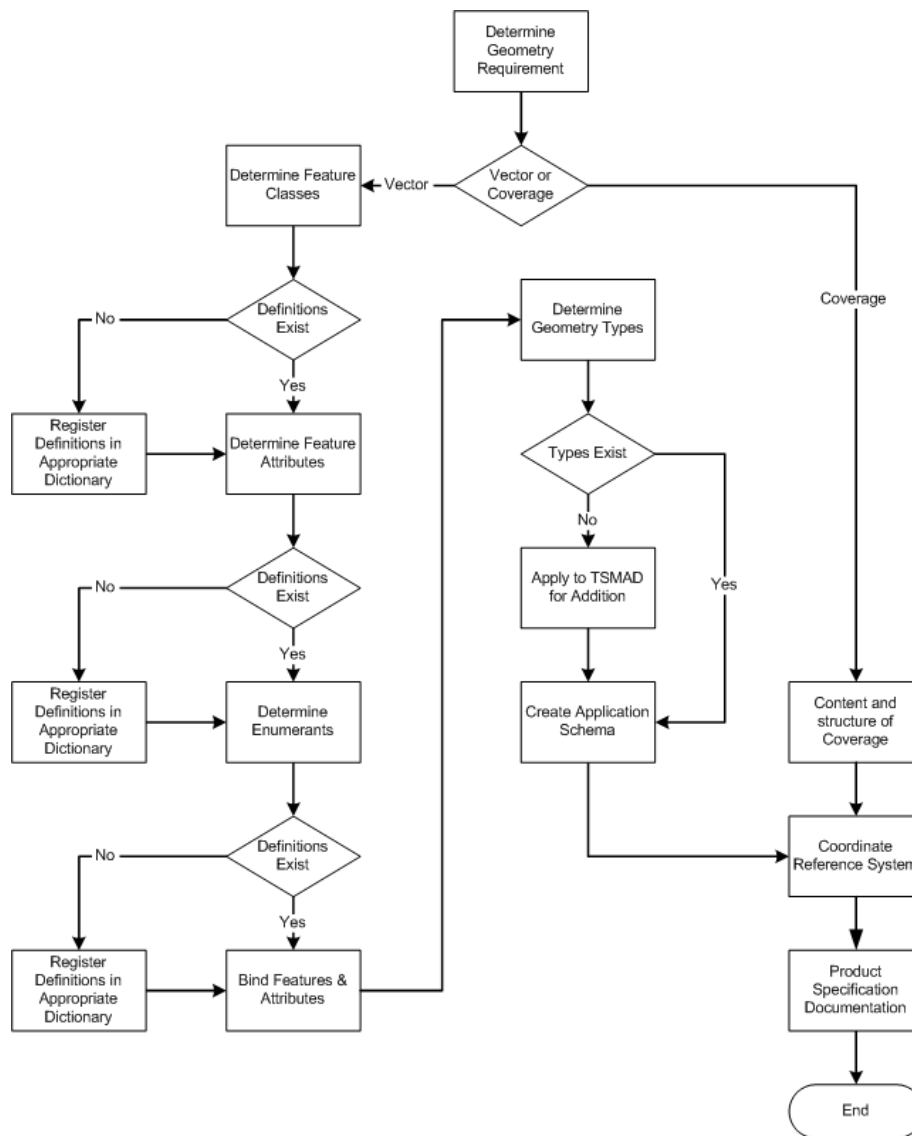 Determine
Geometry
Requirement
Vector or
Coverage
Vector
Determine Feature
Classes
Definitions
Exist
No
Yes
Register
Definitions in
Appropriate
Dictionary
Determine Feature
Attributes
Definitions
Exist
No
Yes
Register
Definitions in
Appropriate
Dictionary
Determine
Enumerants
Definitions
Exist
No
Yes
Register
Definitions in
Appropriate
Dictionary
Bind Features &
Attributes
Determine
Geometry Types
Types Exist
No
Yes
Apply to TSMAD
for Addition
Create Application
Schema
Coverage
Content and
structure of
Coverage
Coordinate
Reference System
Product
Specification
Documentation
End